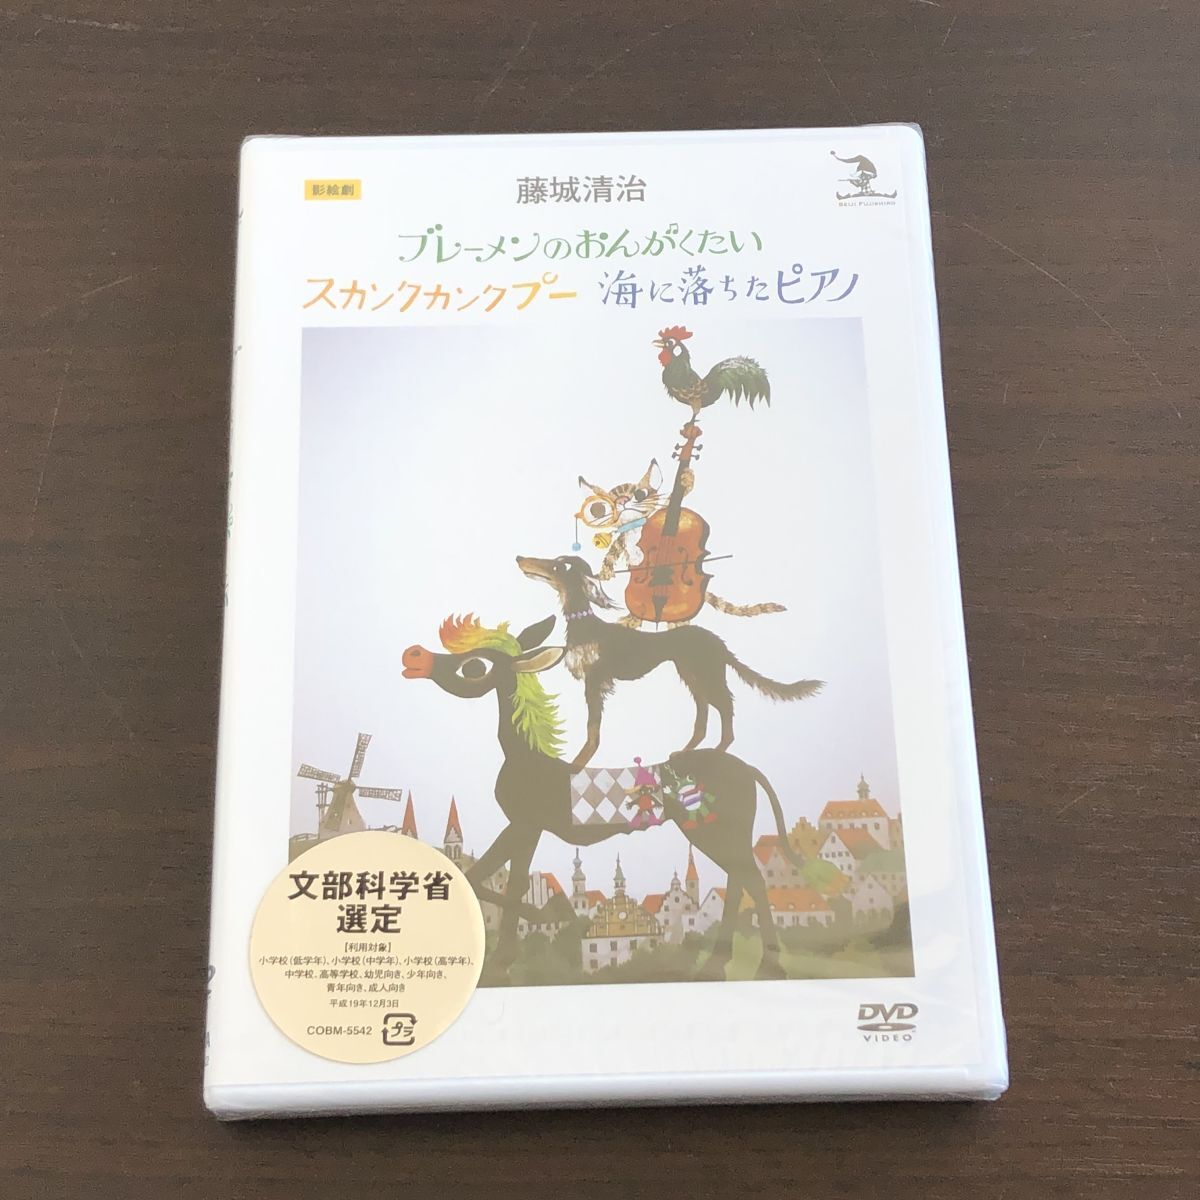 影絵劇
藤城清治
SEIJI FUJISHIRO
ブレーメンのおんがくたい
スカンクカンクプー 海に落ちたピアノ
文部科学省
選定
【利用対象】
小学校(低学年)、小学校(中学年)、小学校(高学年)、
中学校、高等学校、幼児向き、少年向き、
青年向き、成人向き
平成19年12月3日
COBM-5542 プラ
DVD
VIDEO